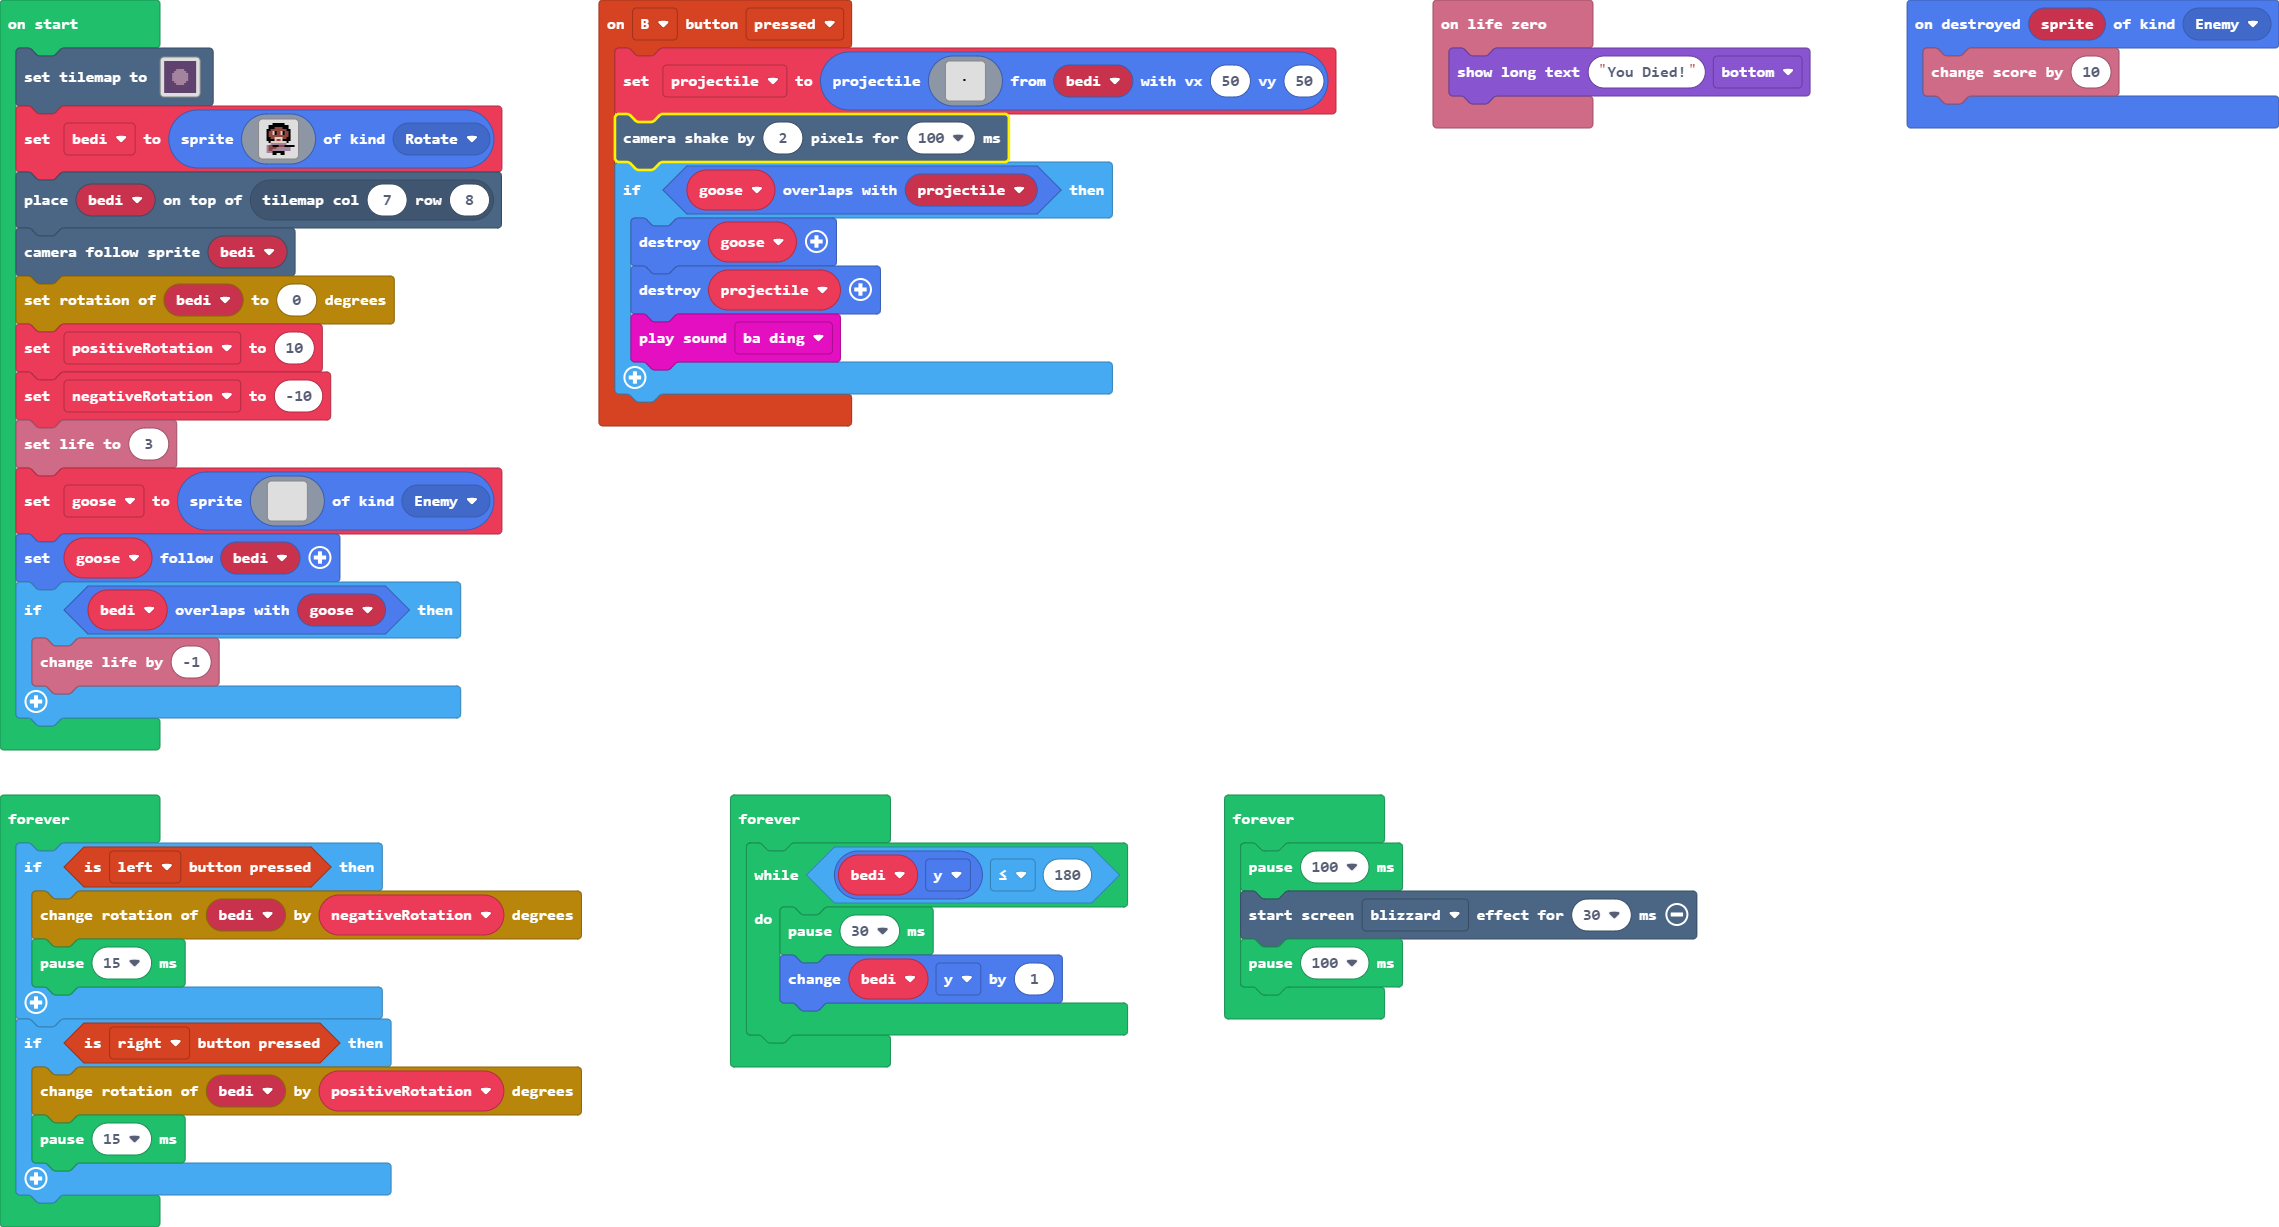 on start
set tilemap to
set bedi to sprite of kind Rotate
place bedi on top of tilemap col 7 row 8
camera follow sprite bedi
set rotation of bedi to 0 degrees
set positiveRotation to 10
set negativeRotation to -10
set life to 3
set goose to sprite of kind Enemy
set goose follow bedi
if bedi overlaps with goose then
change life by -1
on B button pressed
set projectile to projectile from bedi with vx 50 vy 50
camera shake by 2 pixels for 100 ms
if goose overlaps with projectile then
destroy goose
destroy projectile
play sound ba ding
on life zero
show long text "You Died!" bottom
on destroyed sprite of kind Enemy
change score by 10
forever
if is left button pressed then
change rotation of bedi by negativeRotation degrees
pause 15 ms
if is right button pressed then
change rotation of bedi by positiveRotation degrees
pause 15 ms
forever
while bedi y ≤ 180
do
pause 30 ms
change bedi y by 1
forever
pause 100 ms
start screen blizzard effect for 30 ms
pause 100 ms